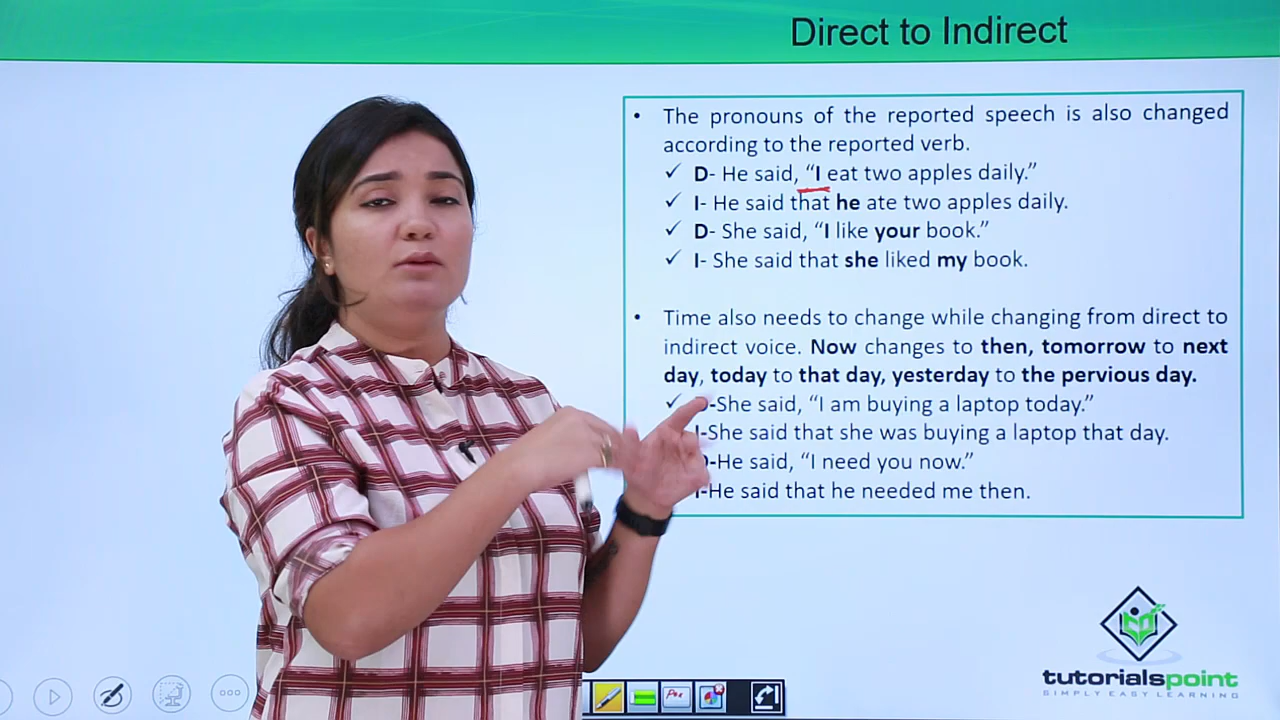 Direct to Indirect
• The pronouns of the reported speech is also changed
according to the reported verb.
✓ D- He said, “I eat two apples daily.”
✓ I- He said that he ate two apples daily.
✓ D- She said, “I like your book.”
✓ I- She said that she liked my book.
• Time also needs to change while changing from direct to
indirect voice. Now changes to then, tomorrow to next
day, today to that day, yesterday to the pervious day.
✓ -She said, “I am buying a laptop today.”
I-She said that she was buying a laptop that day.
D-He said, “I need you now.”
I-He said that he needed me then.
tutorialspoint
SIMPLY EASY LEARNING